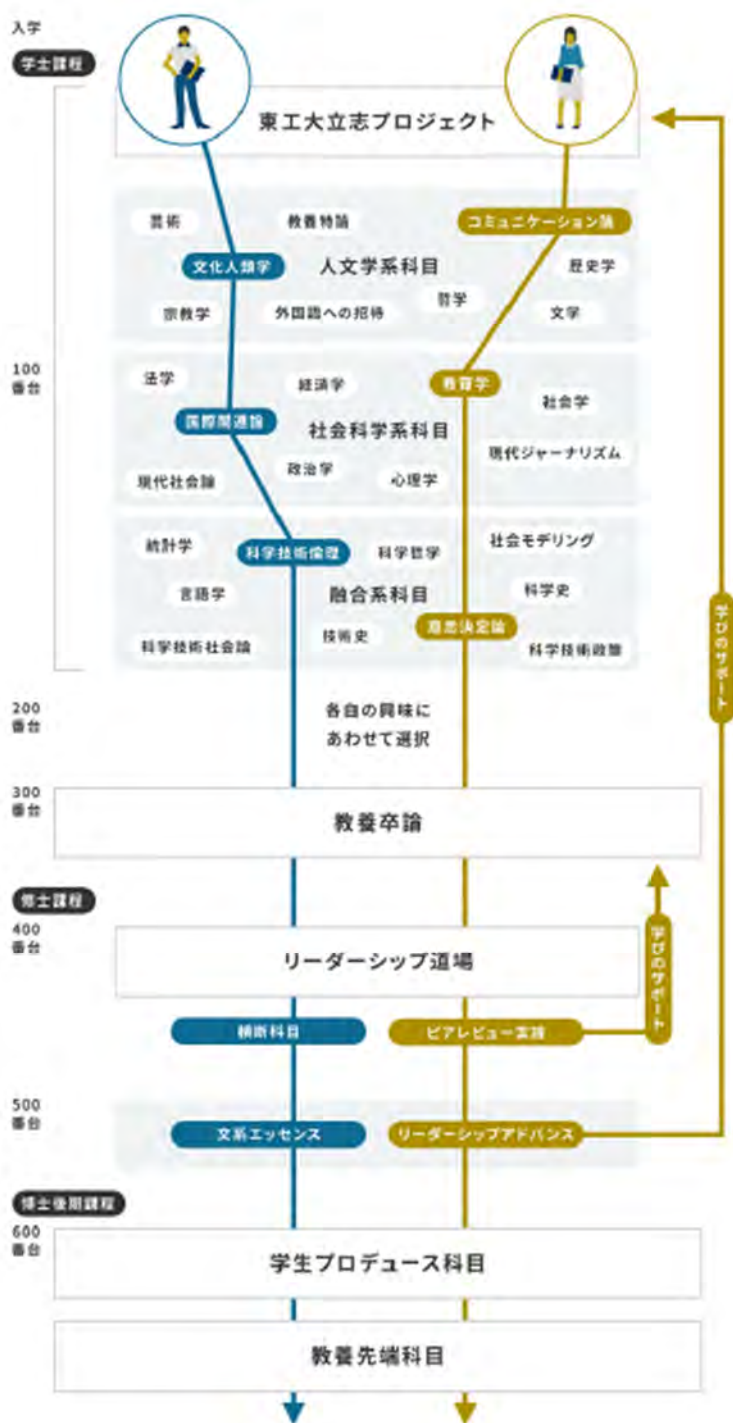 入学
学士課程
東工大立志プロジェクト
芸術
教養特論
コミュニケーション論
文化人類学
人文学系科目
歴史学
宗教学
外国語への招待
哲学
文学
100
番台
法学
経済学
教育学
社会学
国際関連論
社会科学系科目
現代ジャーナリズム
現代社会論
政治学
心理学
統計学
科学技術倫理
科学哲学
社会モデリング
言語学
融合系科目
科学史
科学技術社会論
技術史
意思決定論
科学技術政策
学びのサポート
200
番台
各自の興味に
あわせて選択
300
番台
教養卒論
修士課程
400
番台
リーダーシップ道場
学びのサポート
横断科目
ピアレビュー実践
500
番台
文系エッセンス
リーダーシップアドバンス
博士後期課程
600
番台
学生プロデュース科目
教養先端科目